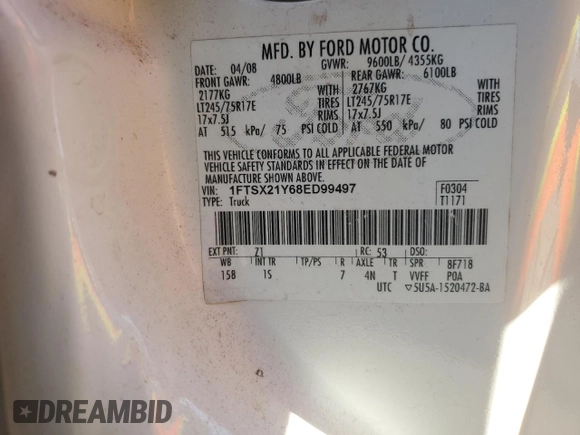 MFD. BY FORD MOTOR CO.
DATE: 04/08 GVWR: 9600LB/ 4355KG
FRONT GAWR: 4800LB REAR GAWR: 6100LB
2177KG WITH 2767KG WITH
LT245/75R17E TIRES LT245/75R17E TIRES
17x7.5J RIMS 17x7.5J RIMS
AT 515 kPa/ 75 PSI COLD AT 550 kPa/ 80 PSI COLD
THIS VEHICLE CONFORMS TO ALL APPLICABLE FEDERAL MOTOR
VEHICLE SAFETY STANDARDS IN EFFECT ON THE DATE OF
MANUFACTURE SHOWN ABOVE.
VIN: 1FTSX21Y68ED99497 F0304
TYPE: Truck T1171
EXT PNT: Z1 RC: 53 DSO:
WB INT TR TP/PS R AXLE TR SPR 8F718
158 1S 7 4N T VVFF POA
UTC ▽5U5A-1520472-BA
DREAMBID